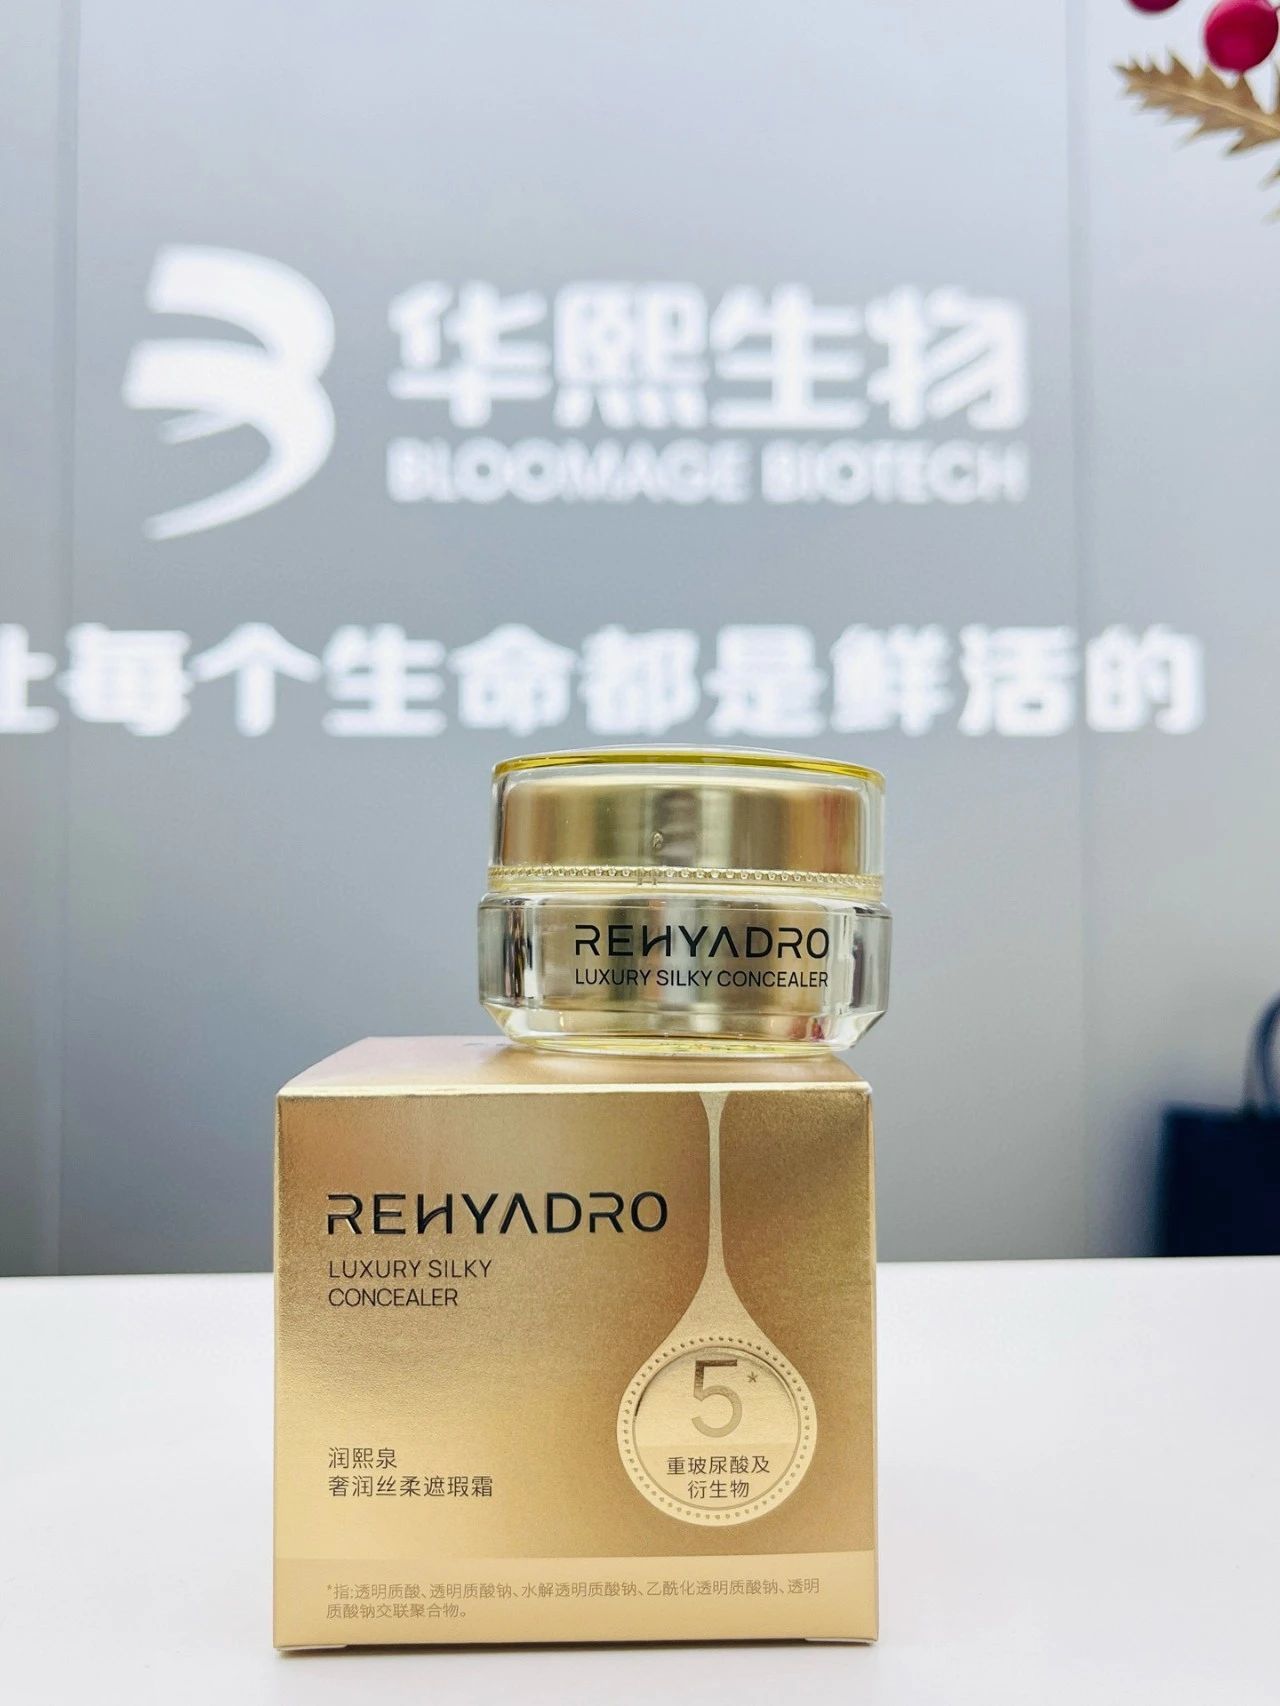 华熙生物
BLOOMAGE BIOTECH
让每个生命都是鲜活的
REHYADRO
LUXURY SILKY CONCEALER
REHYADRO
LUXURY SILKY
CONCEALER
5*
重玻尿酸及
衍生物
润熙泉
奢润丝柔遮瑕霜
*指:透明质酸、透明质酸钠、水解透明质酸钠、乙酰化透明质酸钠、透明
质酸钠交联聚合物。